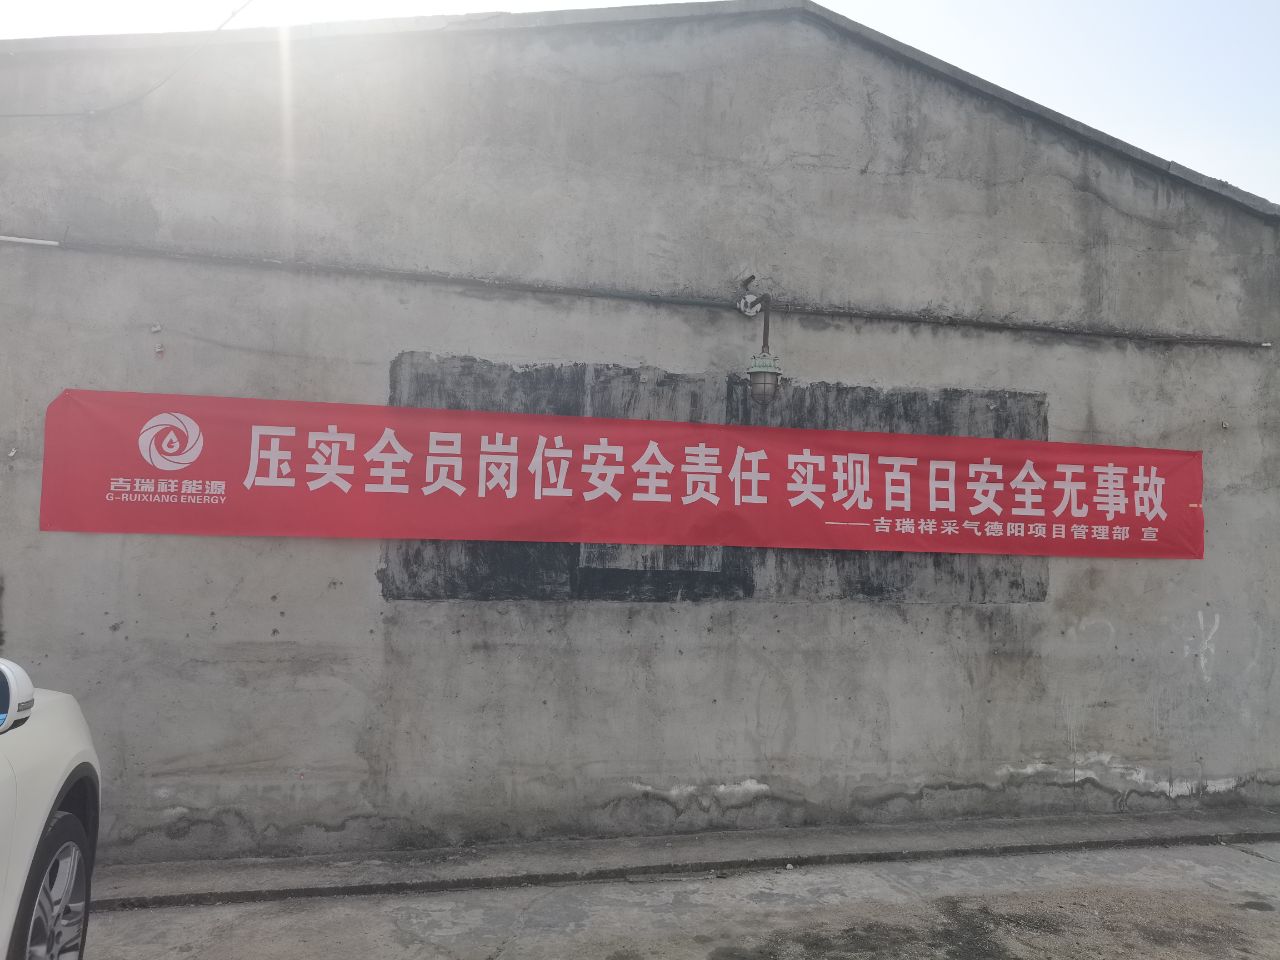 吉瑞祥能源
G-RUIXIANG ENERGY
压实全员岗位安全责任 实现百日安全无事故
——吉瑞祥采气德阳项目管理部 宣